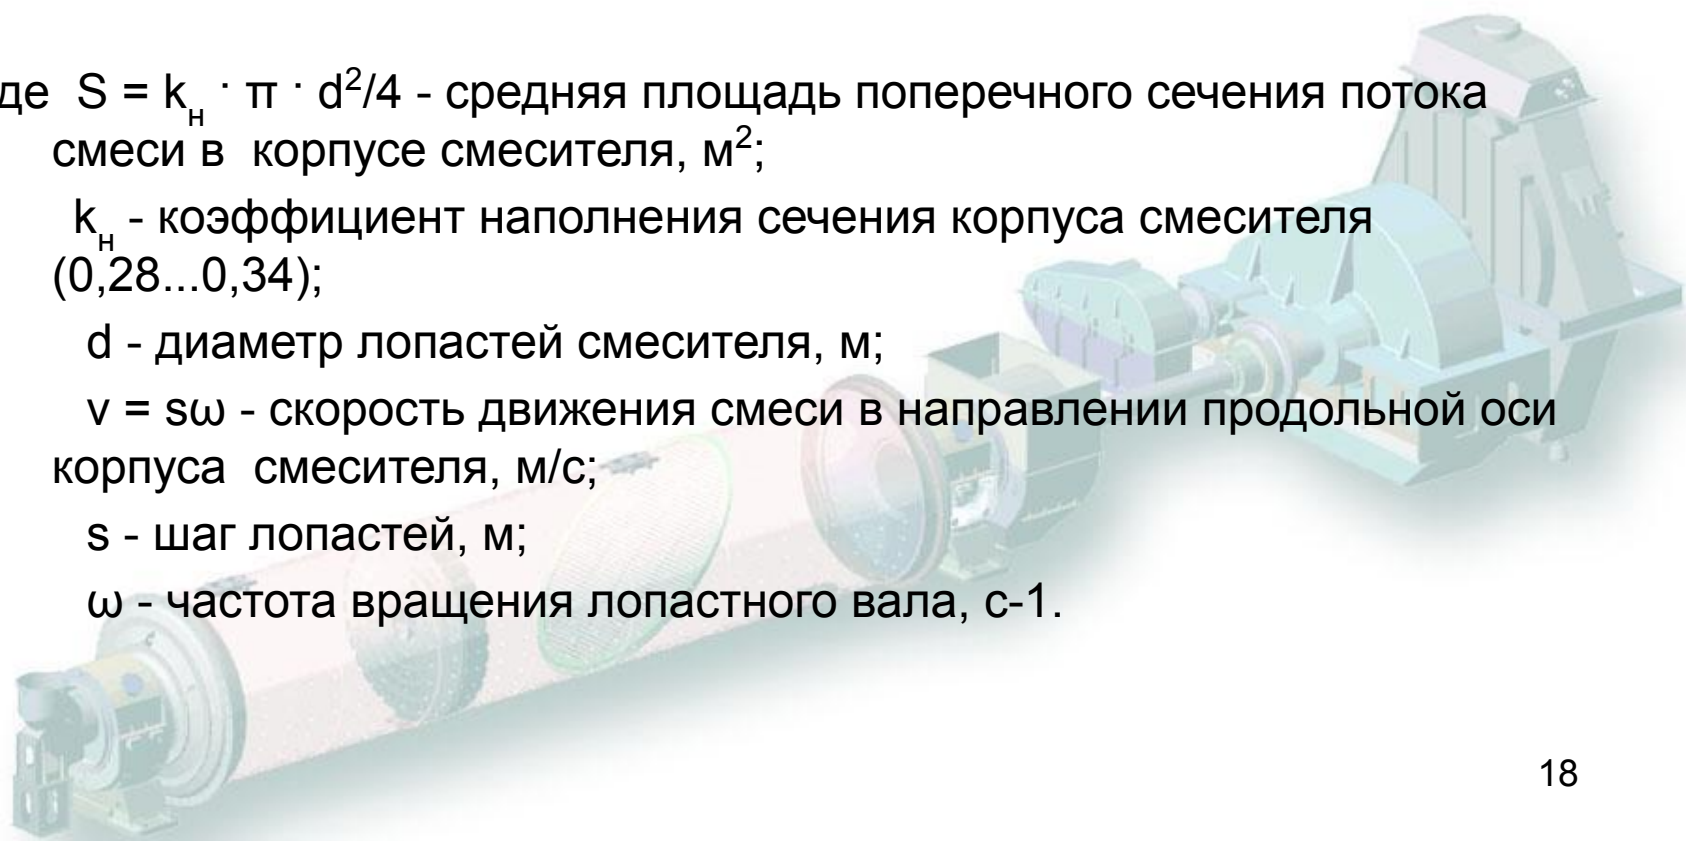 де S = kн · π · d²/4 - средняя площадь поперечного сечения потока
смеси в корпусе смесителя, м²;
kн - коэффициент наполнения сечения корпуса смесителя
(0,28...0,34);
d - диаметр лопастей смесителя, м;
v = sω - скорость движения смеси в направлении продольной оси
корпуса смесителя, м/с;
s - шаг лопастей, м;
ω - частота вращения лопастного вала, с-1.
18